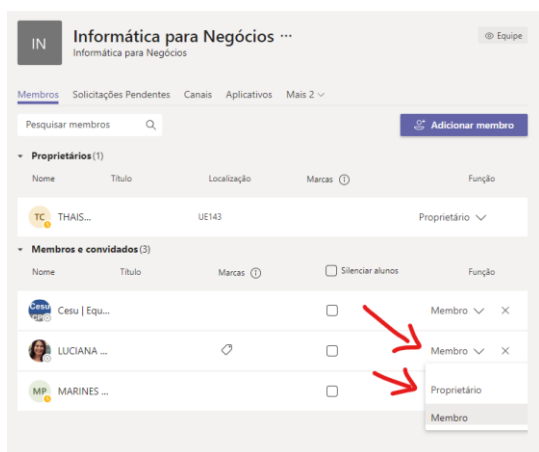 IN
Informática para Negócios ...
Informática para Negócios
Equipe
Membros Solicitações Pendentes Canais Aplicativos Mais 2
Pesquisar membros
Adicionar membro
Proprietários (1)
Nome Título Localização Marcas Função
TC THAIS... UE143 Proprietário
Membros e convidados (3)
Nome Título Marcas Silenciar alunos Função
Cesu Cesu | Equ... Membro
LUCIANA ... Membro
MP MARINES ...
Proprietário
Membro